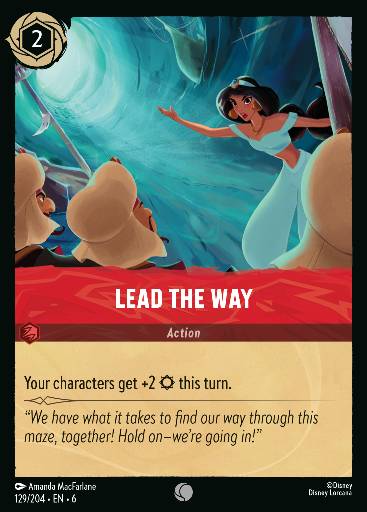 2
LEAD THE WAY
Action
Your characters get +2 this turn.
“We have what it takes to find our way through this
maze, together! Hold on–we’re going in!”
Amanda MacFarlane
129/204 • EN • 6
©Disney
Disney Lorcana